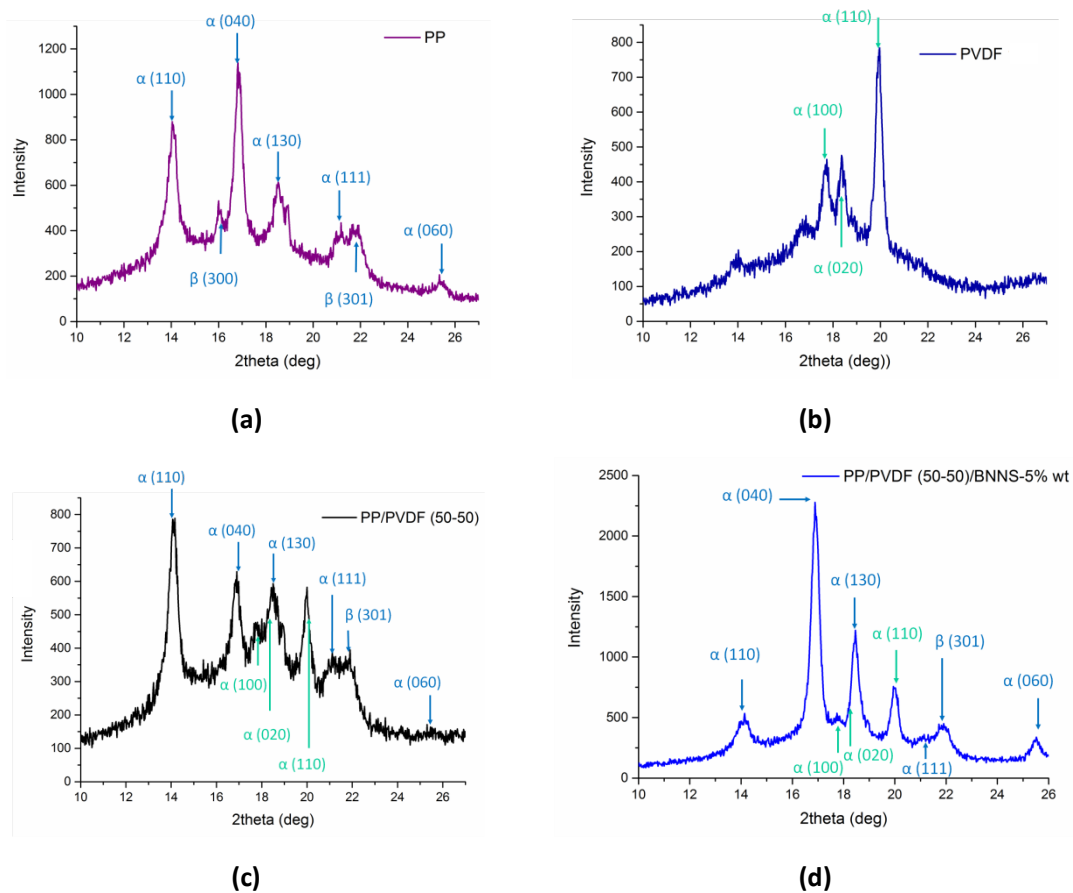 α (040)
PP
α (110)
α (130)
α (111)
α (060)
β (300)
β (301)
Intensity
1200
1000
800
600
400
200
0
10 12 14 16 18 20 22 24 26
2theta (deg)
(a)
α (110)
PVDF
α (100)
α (020)
Intensity
800
700
600
500
400
300
200
100
0
10 12 14 16 18 20 22 24 26
2theta (deg))
(b)
α (110)
PP/PVDF (50-50)
α (040)
α (130)
α (111)
β (301)
α (060)
α (100)
α (020)
α (110)
Intensity
800
700
600
500
400
300
200
100
0
10 12 14 16 18 20 22 24 26
2theta (deg)
(c)
PP/PVDF (50-50)/BNNS-5% wt
α (040)
α (130)
α (110)
α (110)
β (301)
α (060)
α (100)
α (020)
α (111)
Intensity
2500
2000
1500
1000
500
0
10 12 14 16 18 20 22 24 26
2theta (deg)
(d)